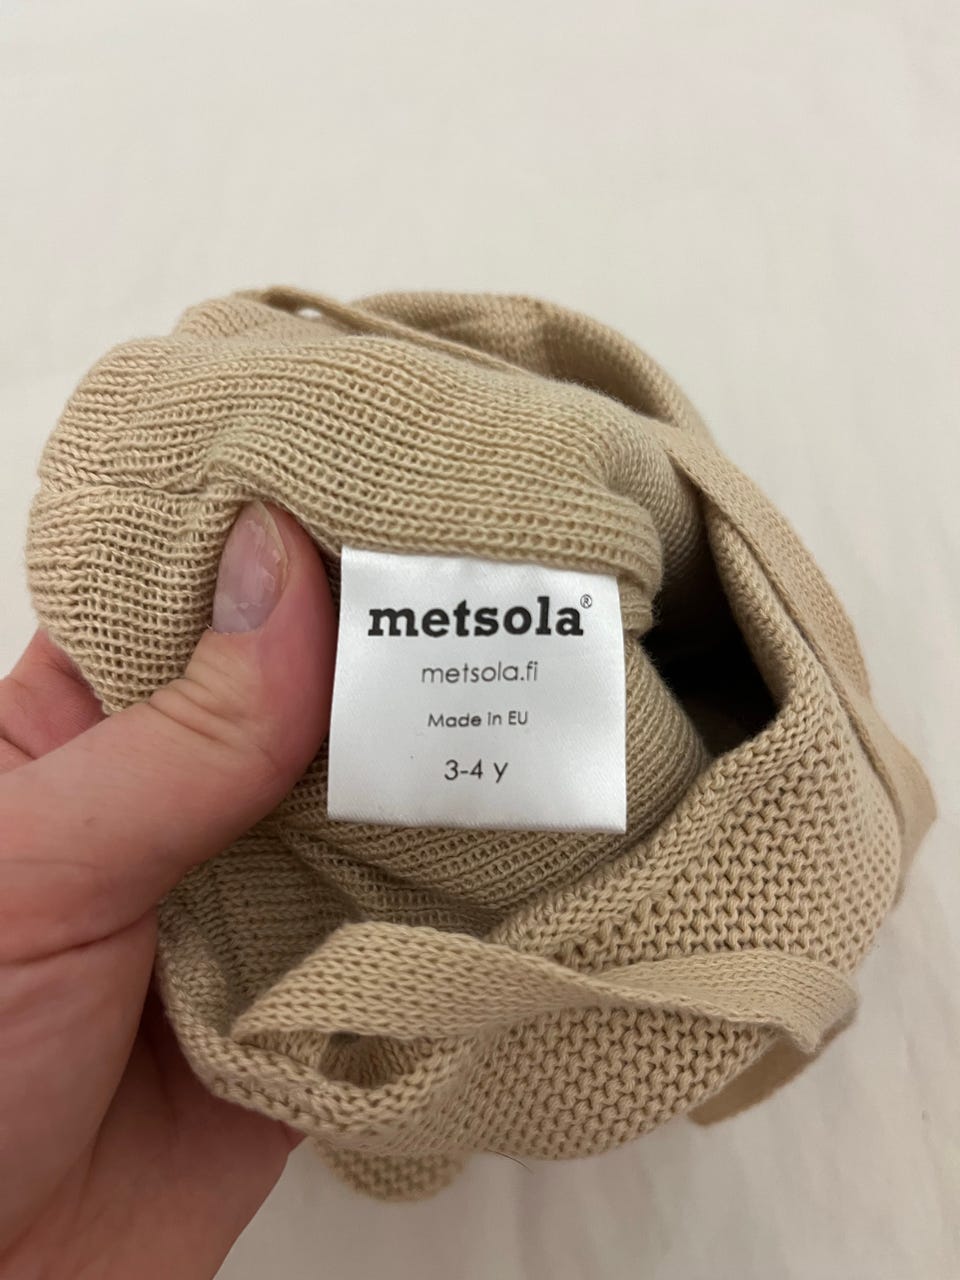 metsola®
metsola.fi
Made in EU
3-4 y